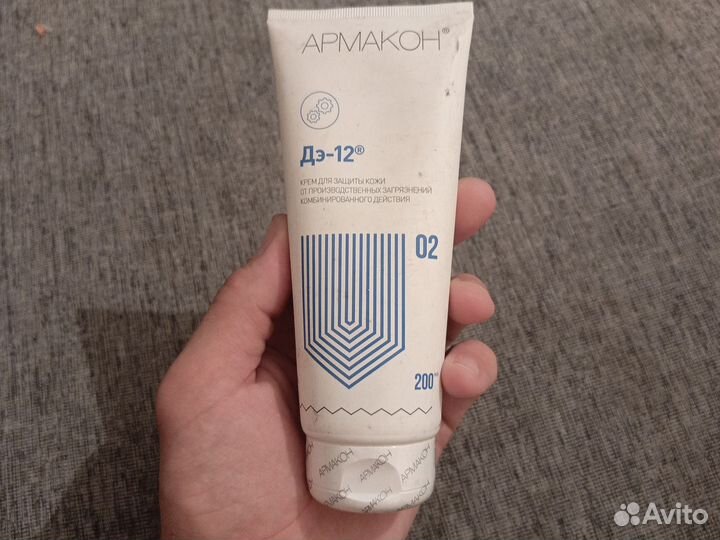 АРМАКОН®
Дэ-12®
КРЕМ ДЛЯ ЗАЩИТЫ КОЖИ
ОТ ПРОИЗВОДСТВЕННЫХ ЗАГРЯЗНЕНИЙ
КОМБИНИРОВАННОГО ДЕЙСТВИЯ
02
200
АРМАКОН АРМАКОН АРМАКОН
Avito